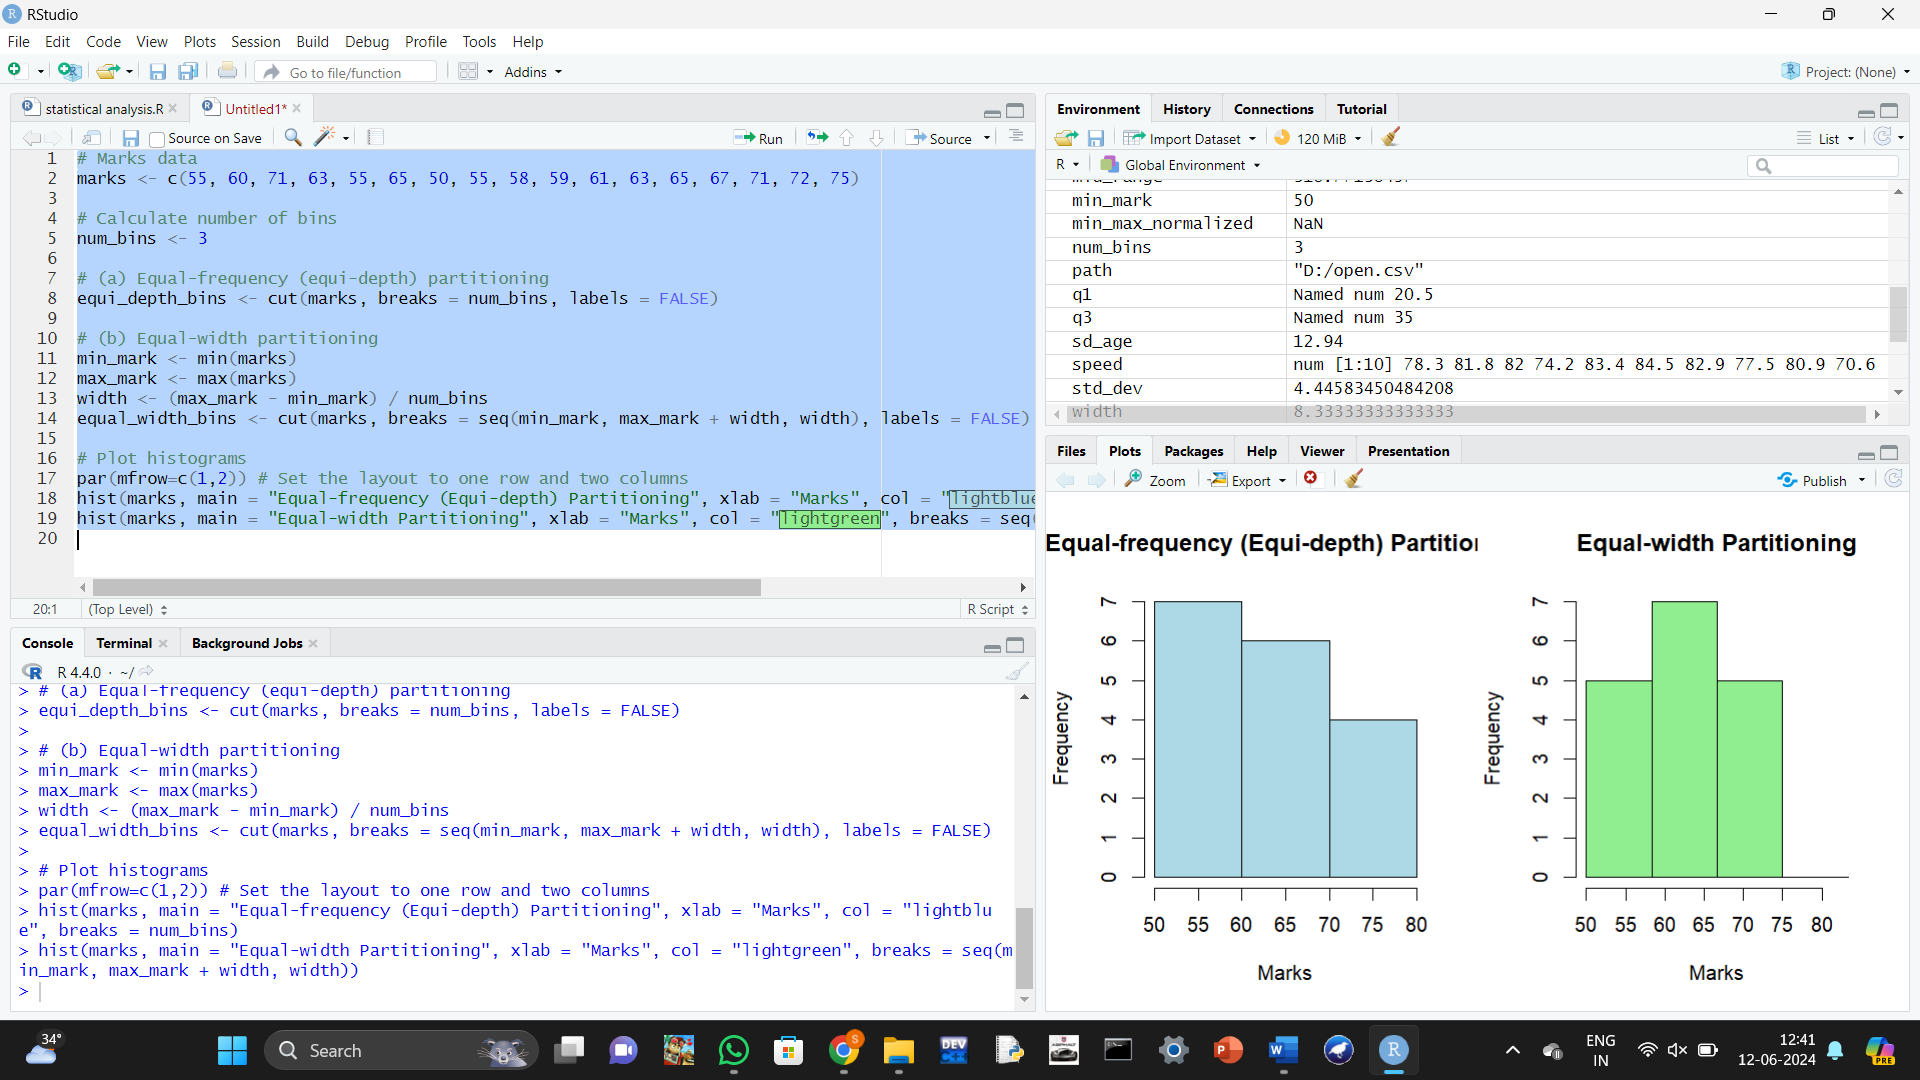 RStudio
File Edit Code View Plots Session Build Debug Profile Tools Help
Go to file/function Addins Project: (None)
statistical analysis.R Untitled1*
Source on Save Run Source
1 # Marks data
2 marks <- c(55, 60, 71, 63, 55, 65, 50, 55, 58, 59, 61, 63, 65, 67, 71, 72, 75)
3
4 # Calculate number of bins
5 num_bins <- 3
6
7 # (a) Equal-frequency (equi-depth) partitioning
8 equi_depth_bins <- cut(marks, breaks = num_bins, labels = FALSE)
9
10 # (b) Equal-width partitioning
11 min_mark <- min(marks)
12 max_mark <- max(marks)
13 width <- (max_mark - min_mark) / num_bins
14 equal_width_bins <- cut(marks, breaks = seq(min_mark, max_mark + width, width), labels = FALSE)
15
16 # Plot histograms
17 par(mfrow=c(1,2)) # Set the layout to one row and two columns
18 hist(marks, main = "Equal-frequency (Equi-depth) Partitioning", xlab = "Marks", col = "lightblue
19 hist(marks, main = "Equal-width Partitioning", xlab = "Marks", col = "lightgreen", breaks = seq(
20
20:1 (Top Level) R Script
Console Terminal Background Jobs
R 4.4.0 · ~/
> # (a) Equal-frequency (equi-depth) partitioning
> equi_depth_bins <- cut(marks, breaks = num_bins, labels = FALSE)
>
> # (b) Equal-width partitioning
> min_mark <- min(marks)
> max_mark <- max(marks)
> width <- (max_mark - min_mark) / num_bins
> equal_width_bins <- cut(marks, breaks = seq(min_mark, max_mark + width, width), labels = FALSE)
>
> # Plot histograms
> par(mfrow=c(1,2)) # Set the layout to one row and two columns
> hist(marks, main = "Equal-frequency (Equi-depth) Partitioning", xlab = "Marks", col = "lightblu
e", breaks = num_bins)
> hist(marks, main = "Equal-width Partitioning", xlab = "Marks", col = "lightgreen", breaks = seq(m
in_mark, max_mark + width, width))
>
Environment History Connections Tutorial
Import Dataset 120 MiB List
R Global Environment
min_mark 50
min_max_normalized NaN
num_bins 3
path "D:/open.csv"
q1 Named num 20.5
q3 Named num 35
sd_age 12.94
speed num [1:10] 78.3 81.8 82 74.2 83.4 84.5 82.9 77.5 80.9 70.6
std_dev 4.44583450484208
width 8.33333333333333
Files Plots Packages Help Viewer Presentation
Zoom Export Publish
Equal-frequency (Equi-depth) Partitio
7
6
5
4
3
2
1
0
Frequency
50 55 60 65 70 75 80
Marks
Equal-width Partitioning
7
6
5
4
3
2
1
0
Frequency
50 55 60 65 70 75 80
Marks
34°
Search
S
DEV
C++
ENG
IN
12:41
12-06-2024
PRE